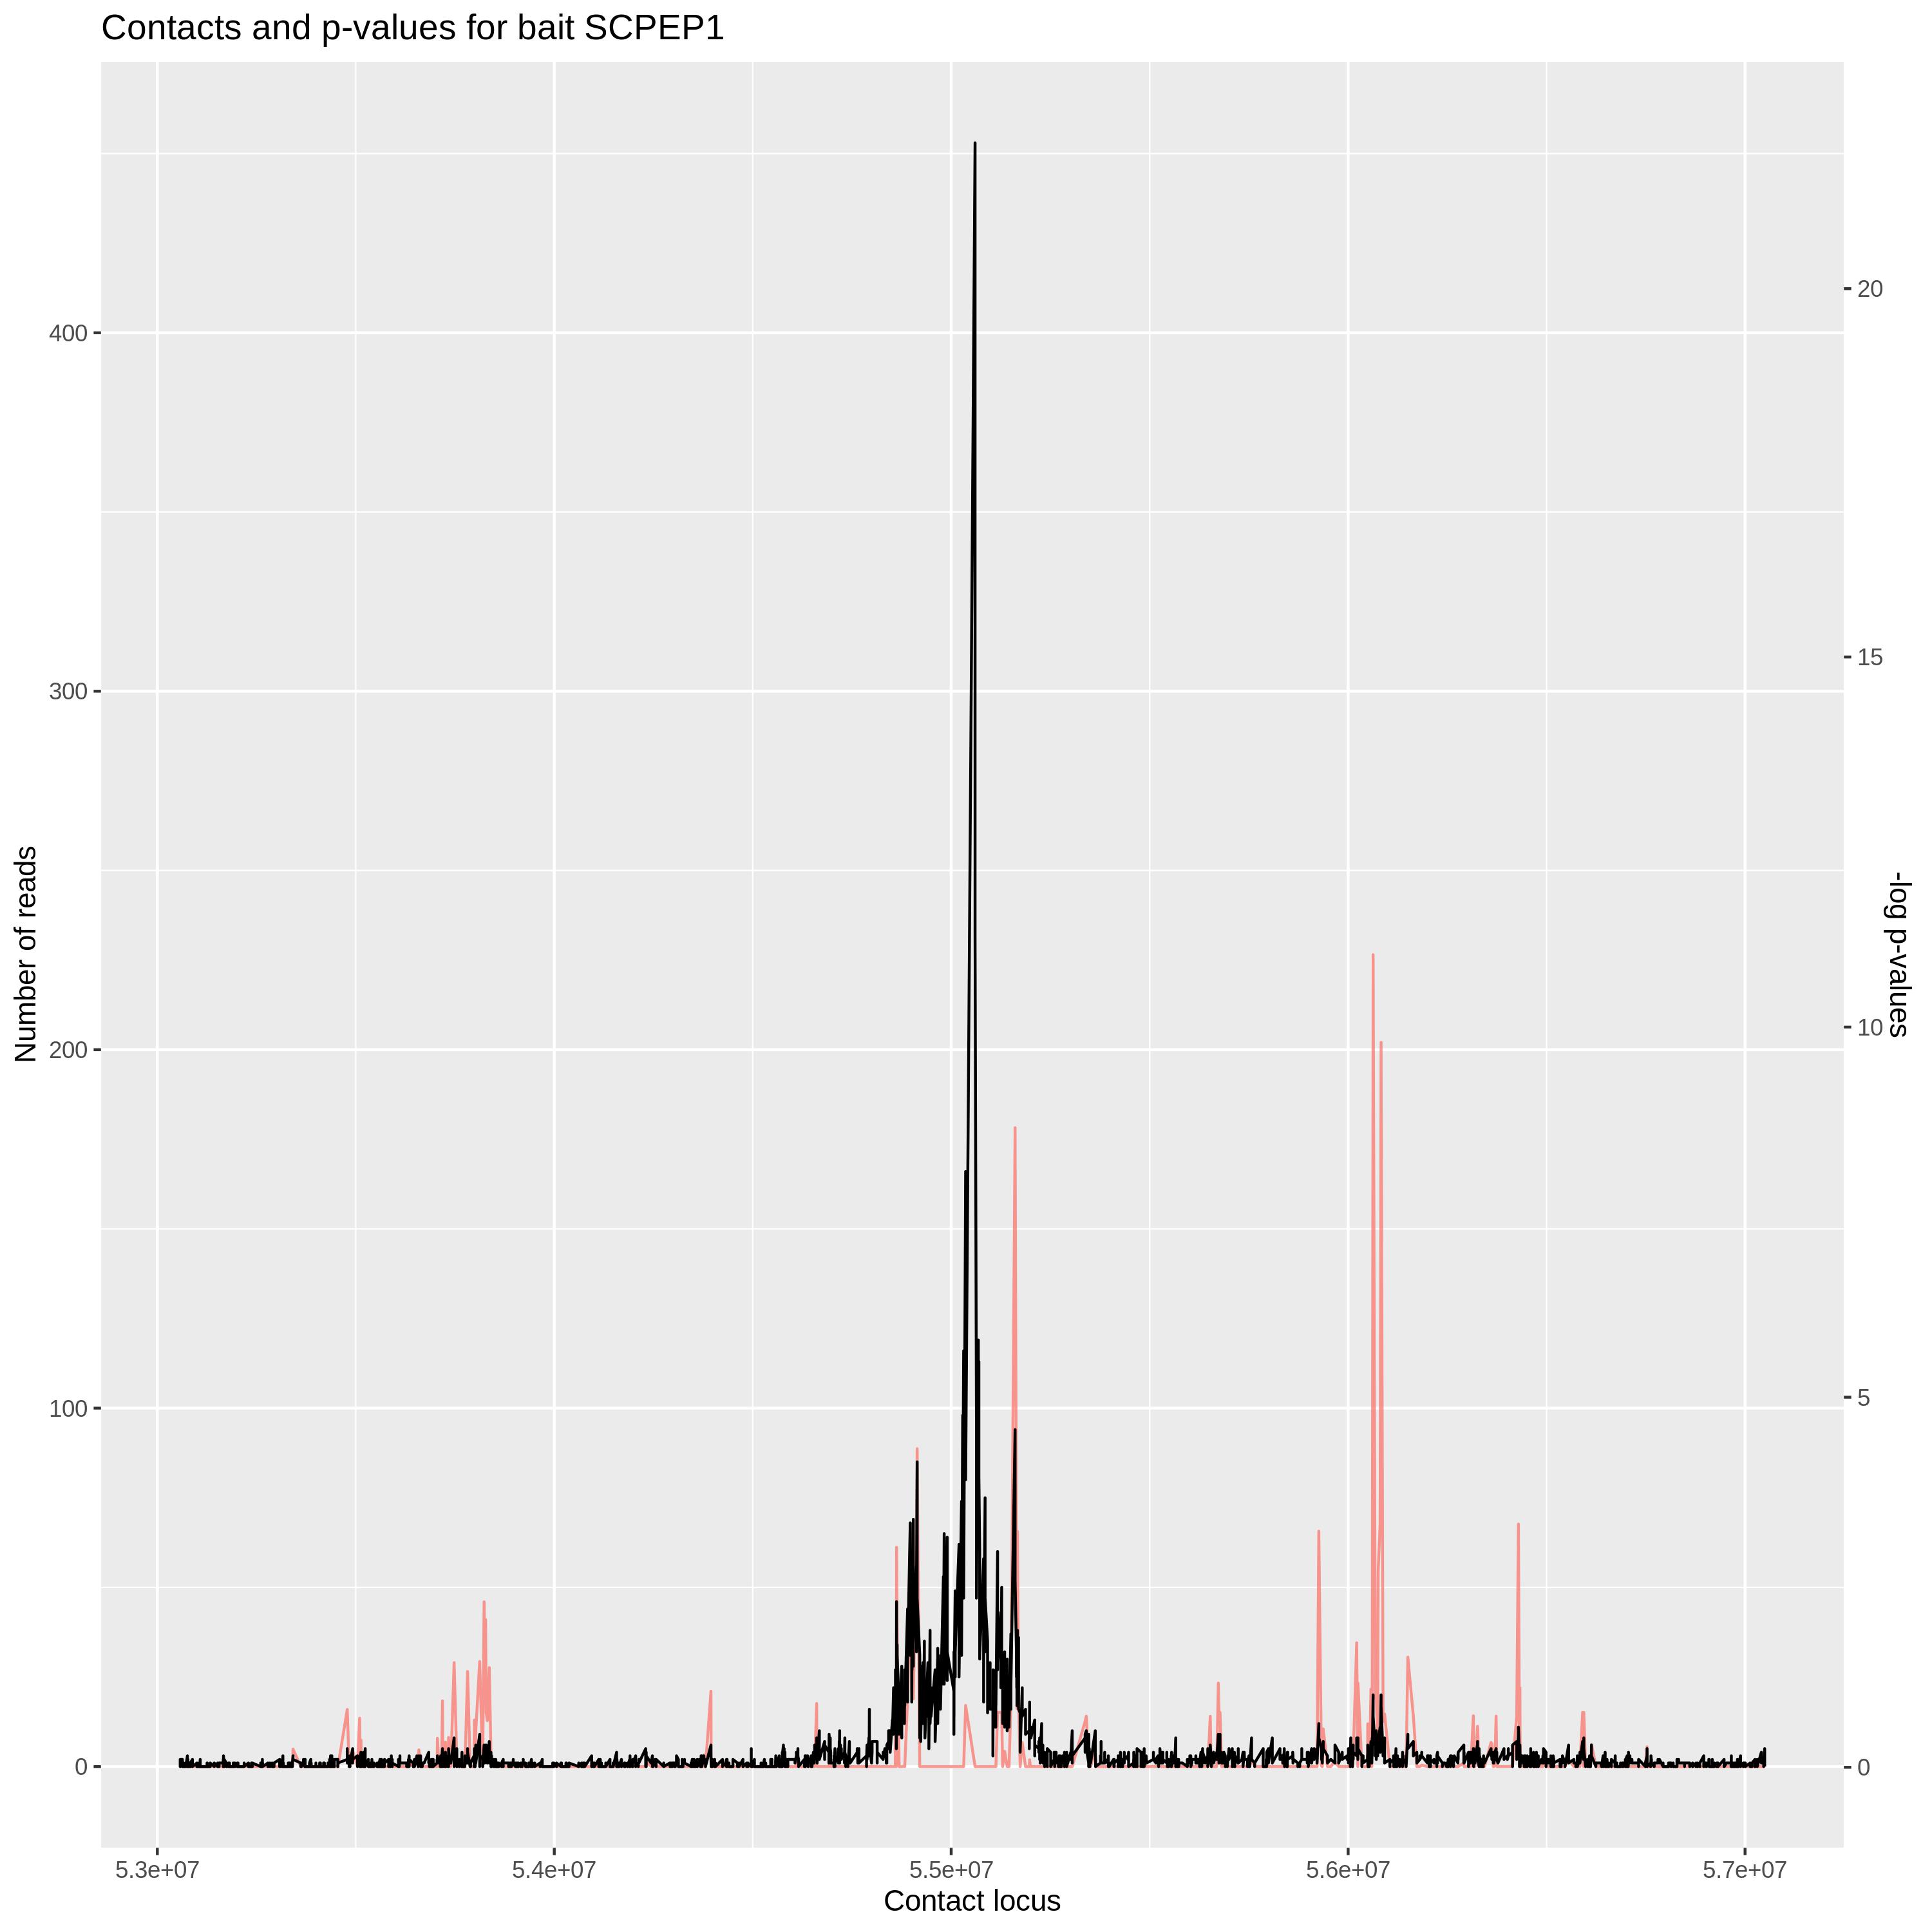 Contacts and p-values for bait SCPEP1
Number of reads
400
300
200
100
0
20
15
10
5
0
-log p-values
5.3e+07
5.4e+07
5.5e+07
5.6e+07
5.7e+07
Contact locus